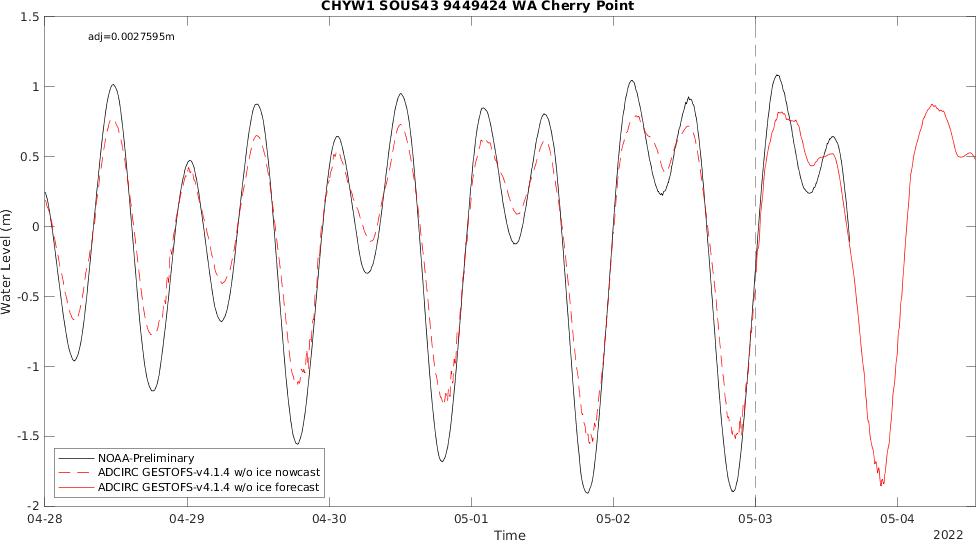 CHYW1 SOUS43 9449424 WA Cherry Point
adj=0.0027595m
1.5
1
0.5
0
-0.5
-1
-1.5
-2
Water Level (m)
NOAA-Preliminary
ADCIRC GESTOFS-v4.1.4 w/o ice nowcast
ADCIRC GESTOFS-v4.1.4 w/o ice forecast
04-28 04-29 04-30 05-01 05-02 05-03 05-04
Time
2022